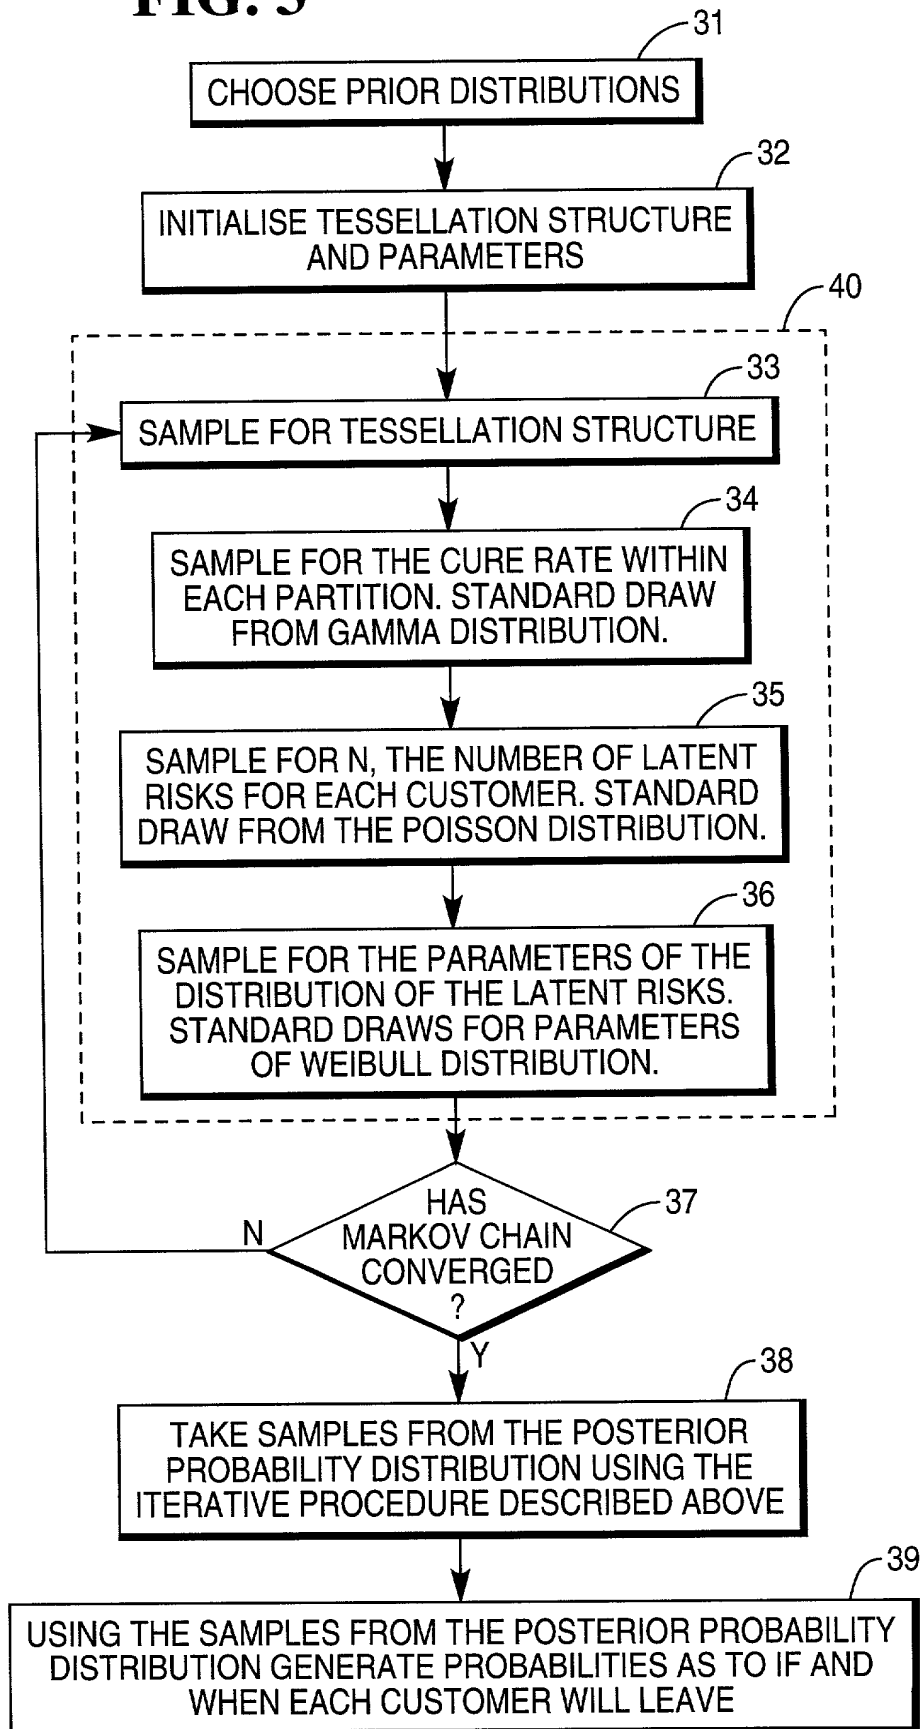 31
CHOOSE PRIOR DISTRIBUTIONS
32
INITIALISE TESSELLATION STRUCTURE
AND PARAMETERS
40
33
SAMPLE FOR TESSELLATION STRUCTURE
34
SAMPLE FOR THE CURE RATE WITHIN
EACH PARTITION. STANDARD DRAW
FROM GAMMA DISTRIBUTION.
35
SAMPLE FOR N, THE NUMBER OF LATENT
RISKS FOR EACH CUSTOMER. STANDARD
DRAW FROM THE POISSON DISTRIBUTION.
36
SAMPLE FOR THE PARAMETERS OF THE
DISTRIBUTION OF THE LATENT RISKS.
STANDARD DRAWS FOR PARAMETERS
OF WEIBULL DISTRIBUTION.
37
HAS
MARKOV CHAIN
CONVERGED
?
N
Y
38
TAKE SAMPLES FROM THE POSTERIOR
PROBABILITY DISTRIBUTION USING THE
ITERATIVE PROCEDURE DESCRIBED ABOVE
39
USING THE SAMPLES FROM THE POSTERIOR PROBABILITY
DISTRIBUTION GENERATE PROBABILITIES AS TO IF AND
WHEN EACH CUSTOMER WILL LEAVE